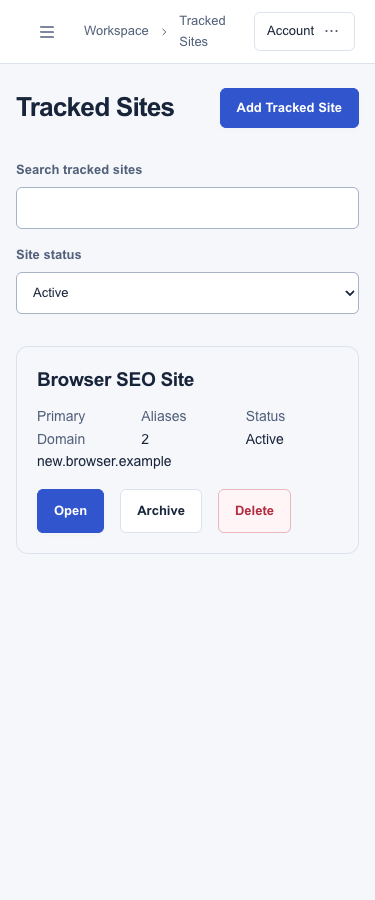 Workspace
Tracked
Sites
Account ···
Tracked Sites
Add Tracked Site
Search tracked sites
Site status
Active
Browser SEO Site
Primary Aliases Status
Domain 2 Active
new.browser.example
Open Archive Delete